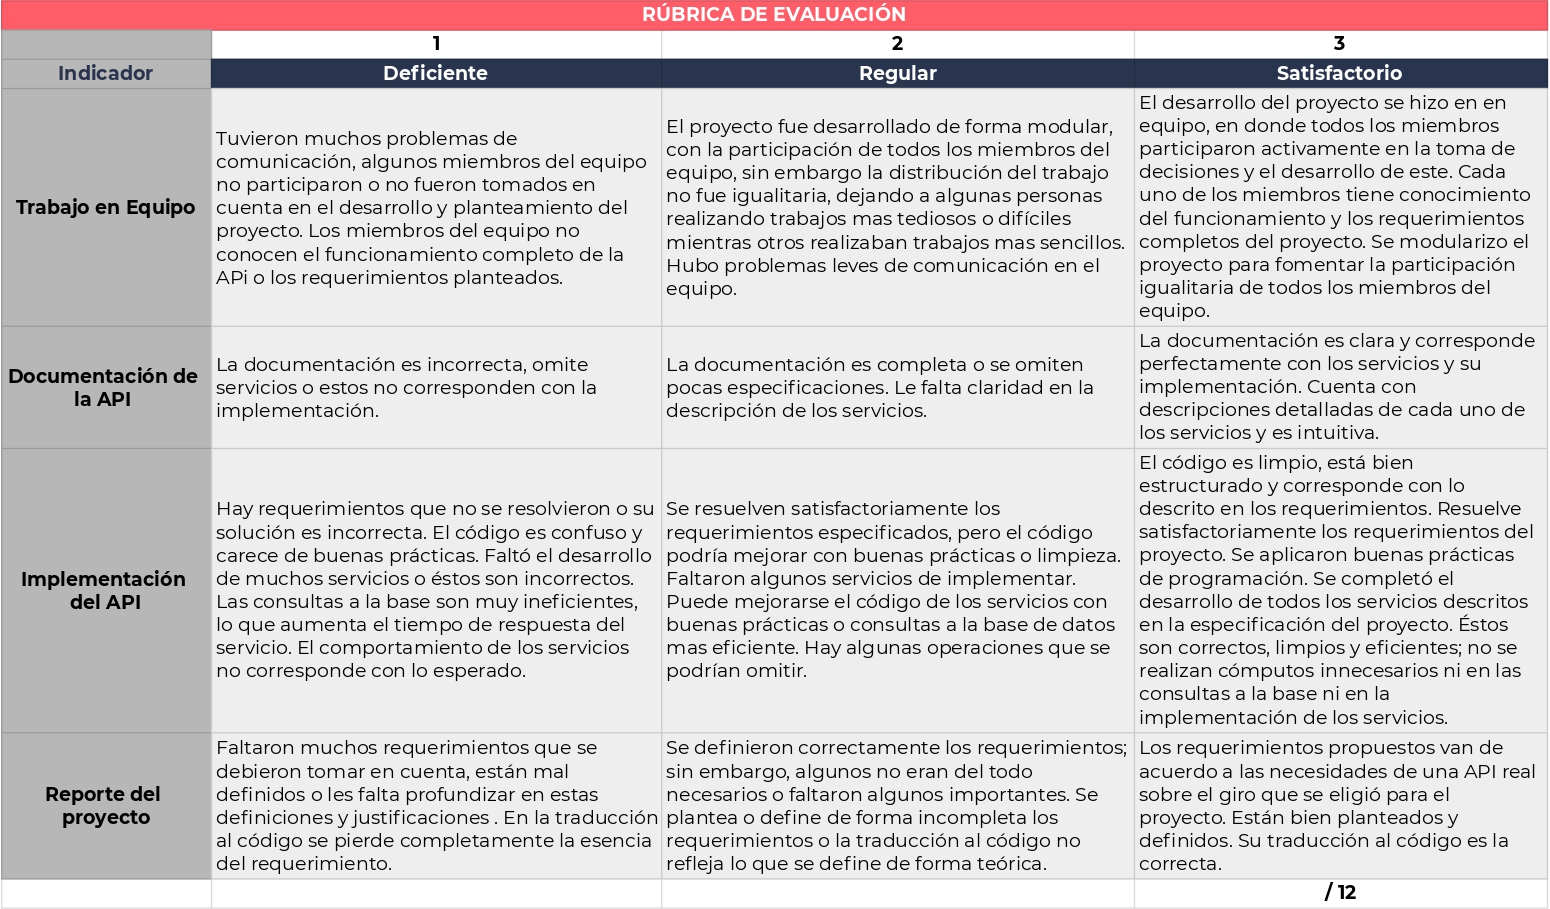 RÚBRICA DE EVALUACIÓN
1
2
3
Indicador
Deficiente
Regular
Satisfactorio
Trabajo en Equipo
Tuvieron muchos problemas de
comunicación, algunos miembros del equipo
no participaron o no fueron tomados en
cuenta en el desarrollo y planteamiento del
proyecto. Los miembros del equipo no
conocen el funcionamiento completo de la
APi o los requerimientos planteados.
El proyecto fue desarrollado de forma modular,
con la participación de todos los miembros del
equipo, sin embargo la distribución del trabajo
no fue igualitaria, dejando a algunas personas
realizando trabajos mas tediosos o difíciles
mientras otros realizaban trabajos mas sencillos.
Hubo problemas leves de comunicación en el
equipo.
El desarrollo del proyecto se hizo en en
equipo, en donde todos los miembros
participaron activamente en la toma de
decisiones y el desarrollo de este. Cada
uno de los miembros tiene conocimiento
del funcionamiento y los requerimientos
completos del proyecto. Se modularizo el
proyecto para fomentar la participación
igualitaria de todos los miembros del
equipo.
Documentación de
la API
La documentación es incorrecta, omite
servicios o estos no corresponden con la
implementación.
La documentación es completa o se omiten
pocas especificaciones. Le falta claridad en la
descripción de los servicios.
La documentación es clara y corresponde
perfectamente con los servicios y su
implementación. Cuenta con
descripciones detalladas de cada uno de
los servicios y es intuitiva.
Implementación
del API
Hay requerimientos que no se resolvieron o su
solución es incorrecta. El código es confuso y
carece de buenas prácticas. Faltó el desarrollo
de muchos servicios o éstos son incorrectos.
Las consultas a la base son muy ineficientes,
lo que aumenta el tiempo de respuesta del
servicio. El comportamiento de los servicios
no corresponde con lo esperado.
Se resuelven satisfactoriamente los
requerimientos especificados, pero el código
podría mejorar con buenas prácticas o limpieza.
Faltaron algunos servicios de implementar.
Puede mejorarse el código de los servicios con
buenas prácticas o consultas a la base de datos
mas eficiente. Hay algunas operaciones que se
podrían omitir.
El código es limpio, está bien
estructurado y corresponde con lo
descrito en los requerimientos. Resuelve
satisfactoriamente los requerimientos del
proyecto. Se aplicaron buenas prácticas
de programación. Se completó el
desarrollo de todos los servicios descritos
en la especificación del proyecto. Éstos
son correctos, limpios y eficientes; no se
realizan cómputos innecesarios ni en las
consultas a la base ni en la
implementación de los servicios.
Reporte del
proyecto
Faltaron muchos requerimientos que se
debieron tomar en cuenta, están mal
definidos o les falta profundizar en estas
definiciones y justificaciones . En la traducción
al código se pierde completamente la esencia
del requerimiento.
Se definieron correctamente los requerimientos;
sin embargo, algunos no eran del todo
necesarios o faltaron algunos importantes. Se
plantea o define de forma incompleta los
requerimientos o la traducción al código no
refleja lo que se define de forma teórica.
Los requerimientos propuestos van de
acuerdo a las necesidades de una API real
sobre el giro que se eligió para el
proyecto. Están bien planteados y
definidos. Su traducción al código es la
correcta.
/ 12